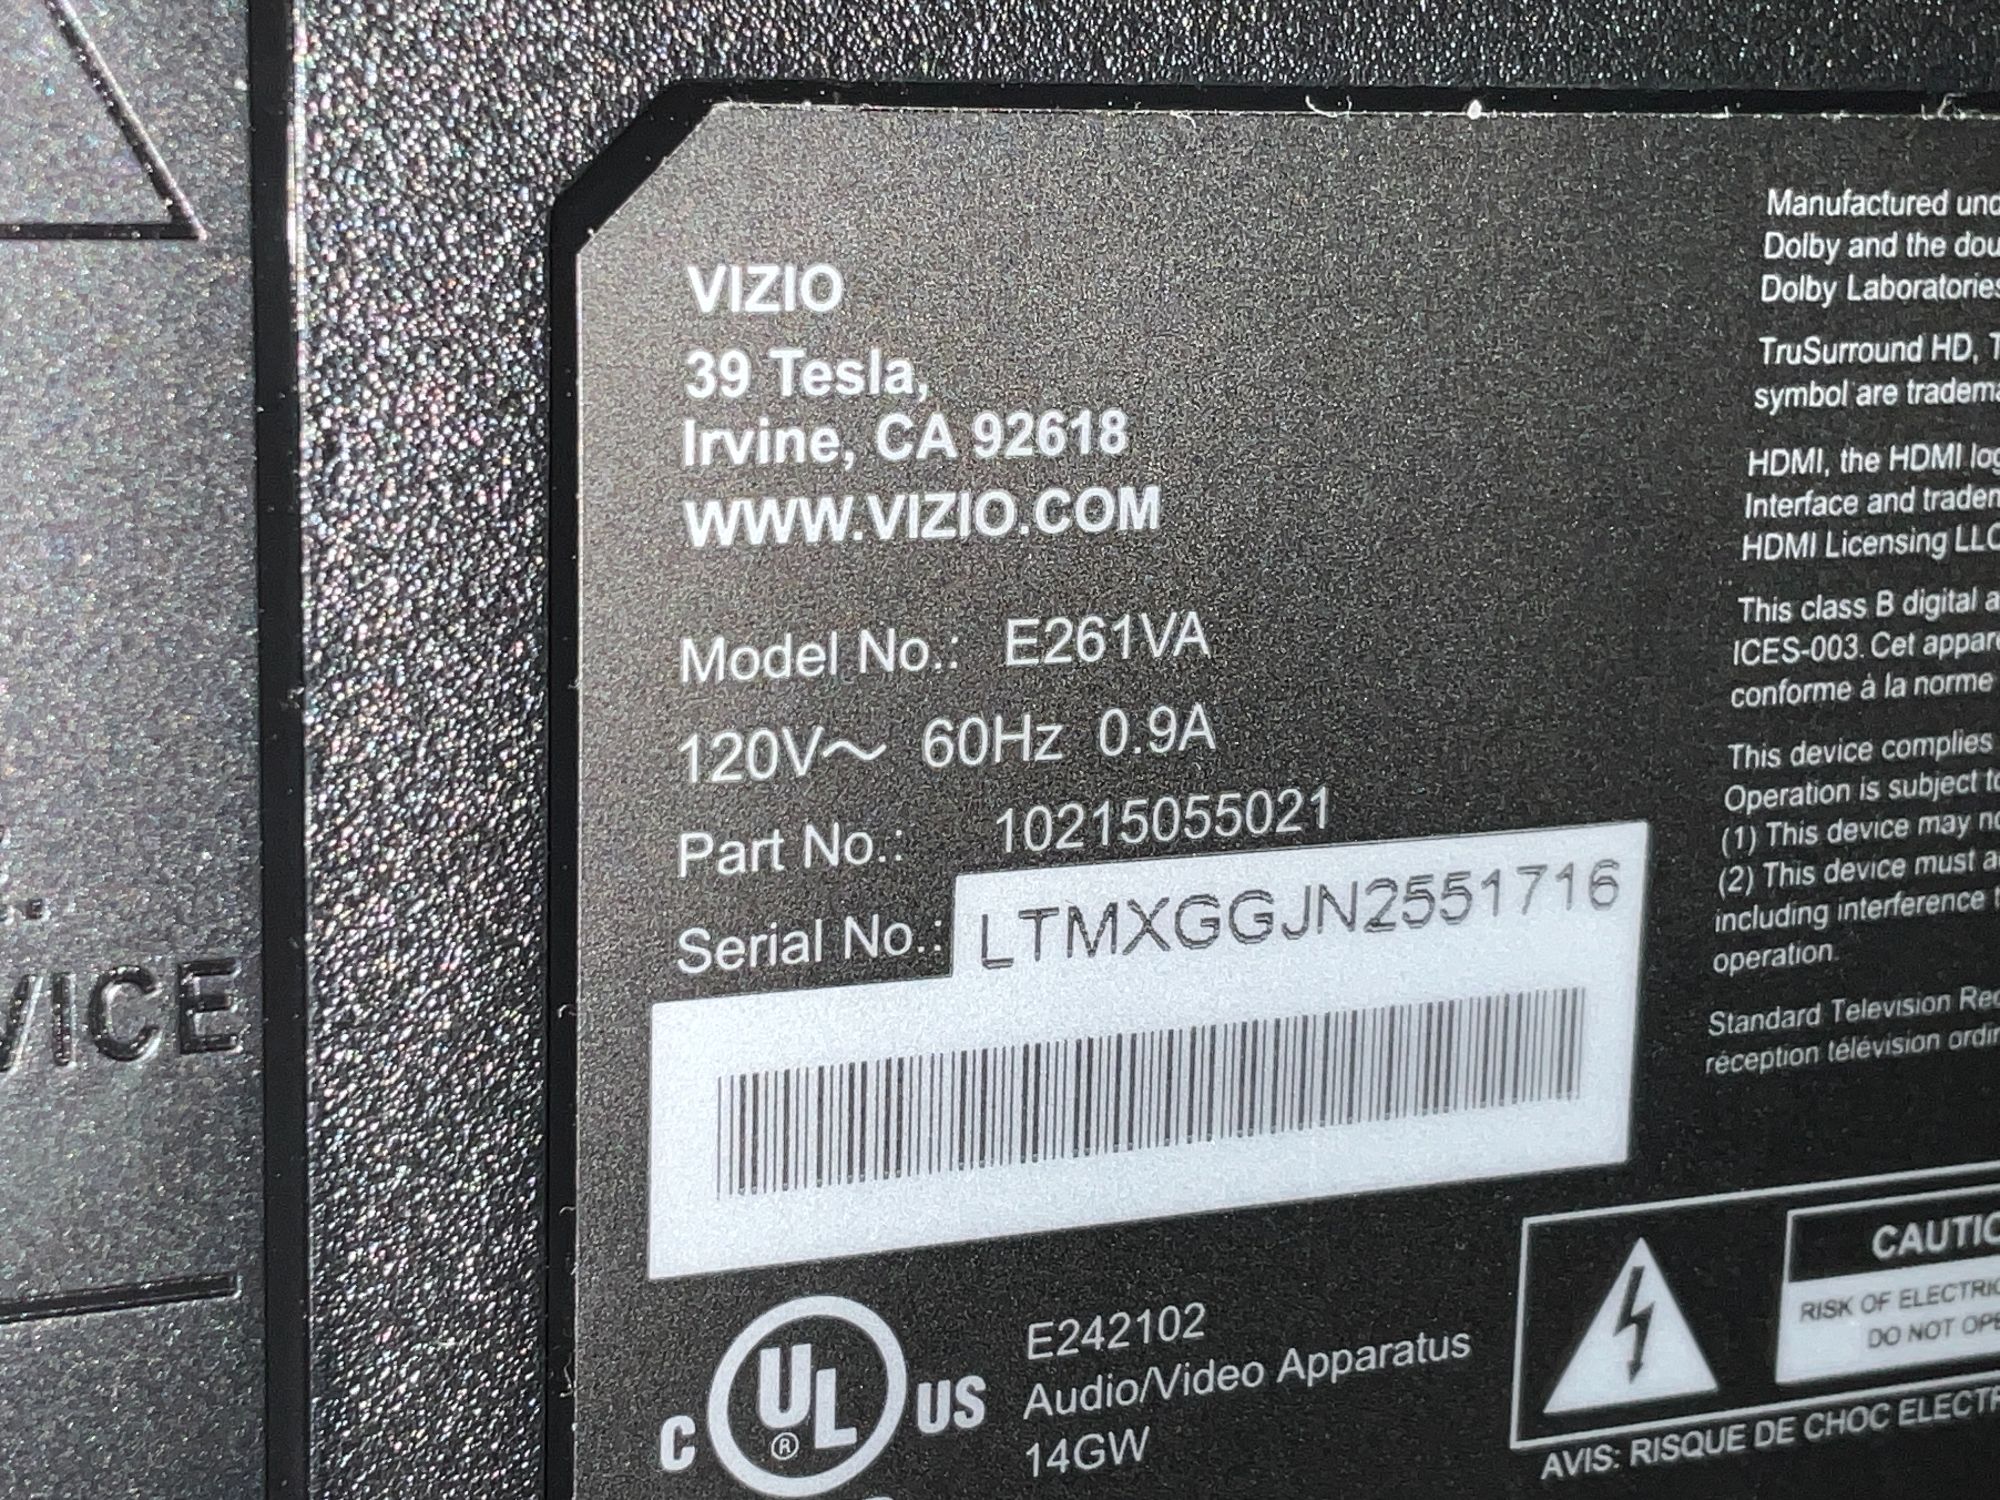 VICE
VIZIO
39 Tesla,
Irvine, CA 92618
WWW.VIZIO.COM
Model No.: E261VA
120V～ 60Hz 0.9A
Part No.: 10215055021
Serial No.: LTMXGGJN2551716
C UL ® US
E242102
Audio/Video Apparatus
14GW
Manufactured und
Dolby and the dou
Dolby Laboratories
TruSurround HD, T
symbol are tradema
HDMI, the HDMI log
Interface and tradem
HDMI Licensing LLC
This class B digital a
ICES-003. Cet appare
conforme à la norme
This device complies
Operation is subject to
(1) This device may no
(2) This device must a
including interference t
operation.
Standard Television Rec
réception télévision ordin
CAUTIO
RISK OF ELECTRIC
DO NOT OPE
AVIS: RISQUE DE CHOC ELECTR